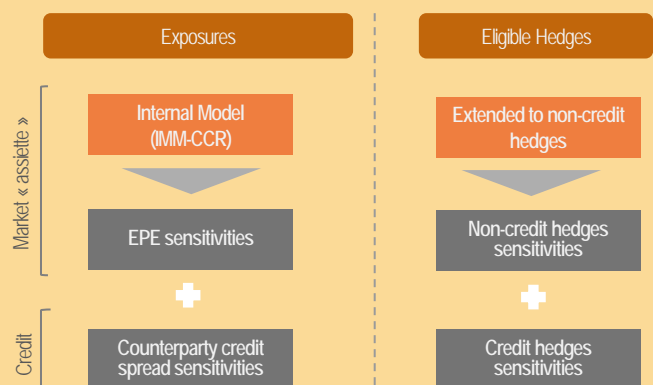 Exposures
Eligible Hedges
Market « assiette »
Internal Model
(IMM-CCR)
Extended to non-credit
hedges
EPE sensitivities
Non-credit hedges
sensitivities
Credit
Counterparty credit
spread sensitivities
Credit hedges
sensitivities